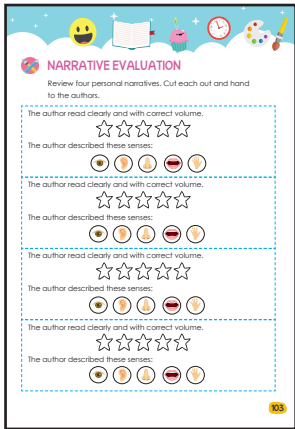 NARRATIVE EVALUATION
Review four personal narratives. Cut each out and hand
to the authors.
The author read clearly and with correct volume.
The author described these senses:
The author read clearly and with correct volume.
The author described these senses:
The author read clearly and with correct volume.
The author described these senses:
The author read clearly and with correct volume.
The author described these senses:
103